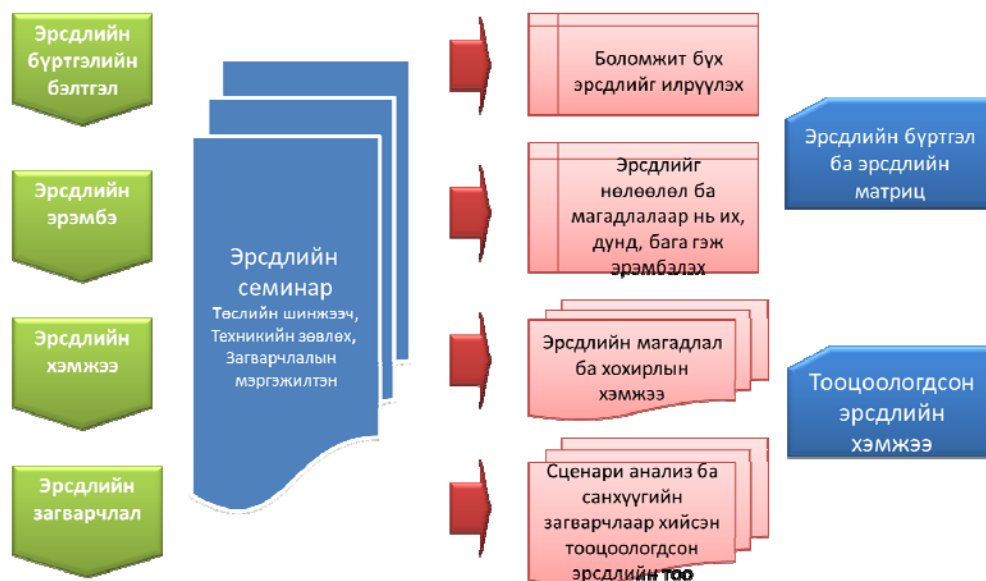 Эрсдлийн
бүртгэлийн
бэлтгэл
Эрсдлийн
эрэмбэ
Эрсдлийн
хэмжээ
Эрсдлийн
загварчлал
Эрсдлийн
семинар
Төслийн шинжээч,
Техникийн зөвлөх,
Загварчлалын
мэргэжилтэн
Боломжит бүх
эрсдлийг илрүүлэх
Эрсдлийг
нөлөөлөл ба
магадлалаар нь их,
дунд, бага гэж
эрэмбэлэх
Эрсдлийн магадлал
ба хохирлын
хэмжээ
Сценари анализ ба
санхүүгийн
загварчлаар хийсэн
тооцоологдсон
эрсдлийн тоо
Эрсдлийн бүртгэл
ба эрсдлийн
матриц
Тооцоологдсон
эрсдлийн
хэмжээ